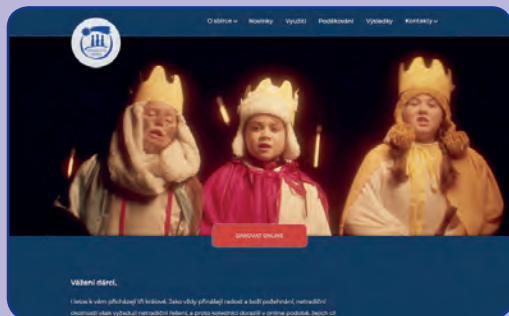 O sbírce Novinky Využití Poděkování Výsledky Kontakty
DAROVAT ONLINE
Vážení dárci,
i letos k vám přicházejí tři králové. Jako vždy přinášejí radost a boží požehnání, netradiční
okolnosti však vyžadují netradiční řešení, a proto koledníci dorazili v online podobě. Jejich cíl